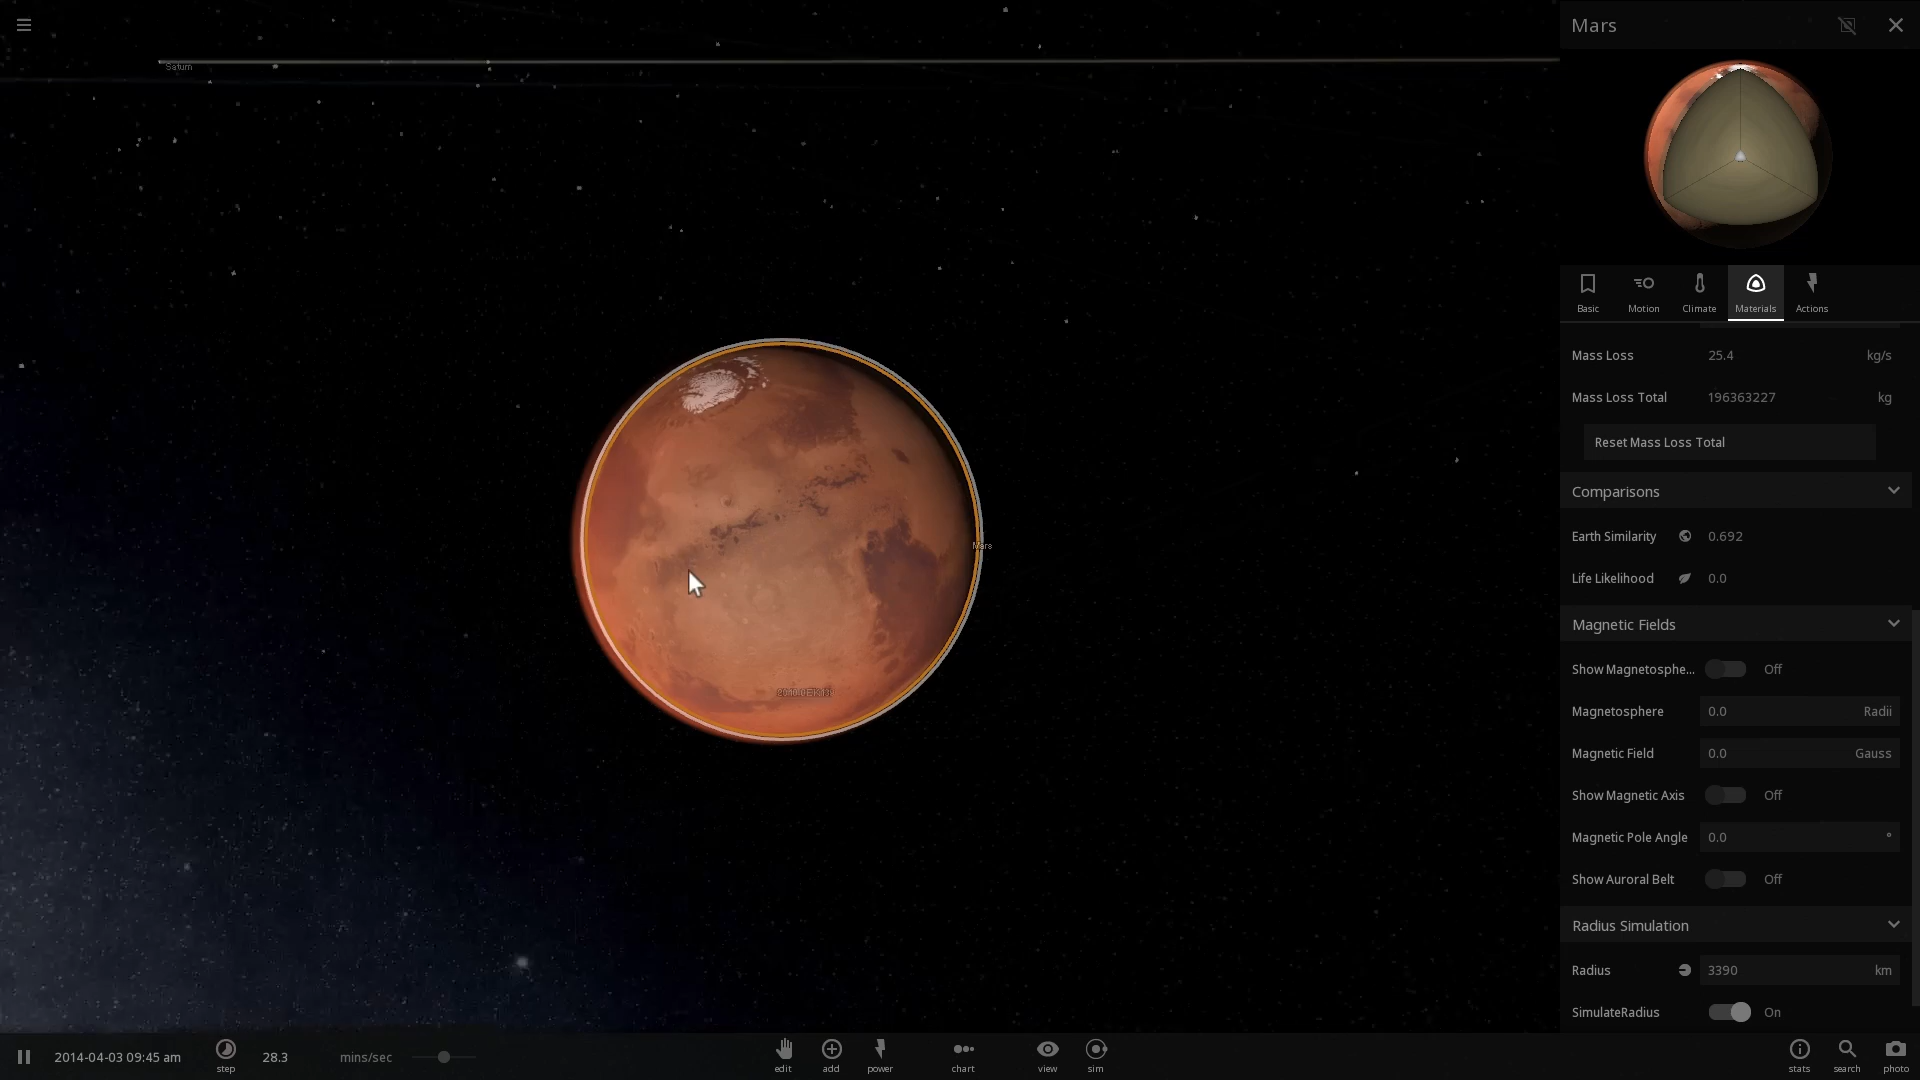 Mars
Saturn
Basic
Motion
Climate
Materials
Actions
Mass Loss 25.4 kg/s
Mass Loss Total 196363227 kg
Reset Mass Loss Total
Comparisons
Earth Similarity 0.692
Mars
Life Likelihood 0.0
Magnetic Fields
Show Magnetosphe... Off
Magnetosphere 0.0 Radii
Magnetic Field 0.0 Gauss
Show Magnetic Axis Off
Magnetic Pole Angle 0.0 °
Show Auroral Belt Off
Radius Simulation
Radius 3390 km
SimulateRadius On
2014-04-03 09:45 am
step
28.3 mins/sec
edit
add
power
chart
view
sim
stats
search
photo